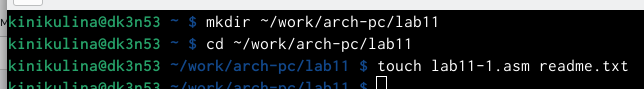 kinikulina@dk3n53 ~ $ mkdir ~/work/arch-pc/lab11
kinikulina@dk3n53 ~ $ cd ~/work/arch-pc/lab11
kinikulina@dk3n53 ~/work/arch-pc/lab11 $ touch lab11-1.asm readme.txt
kinikulina@dk3n53 ~/work/arch-pc/lab11 $